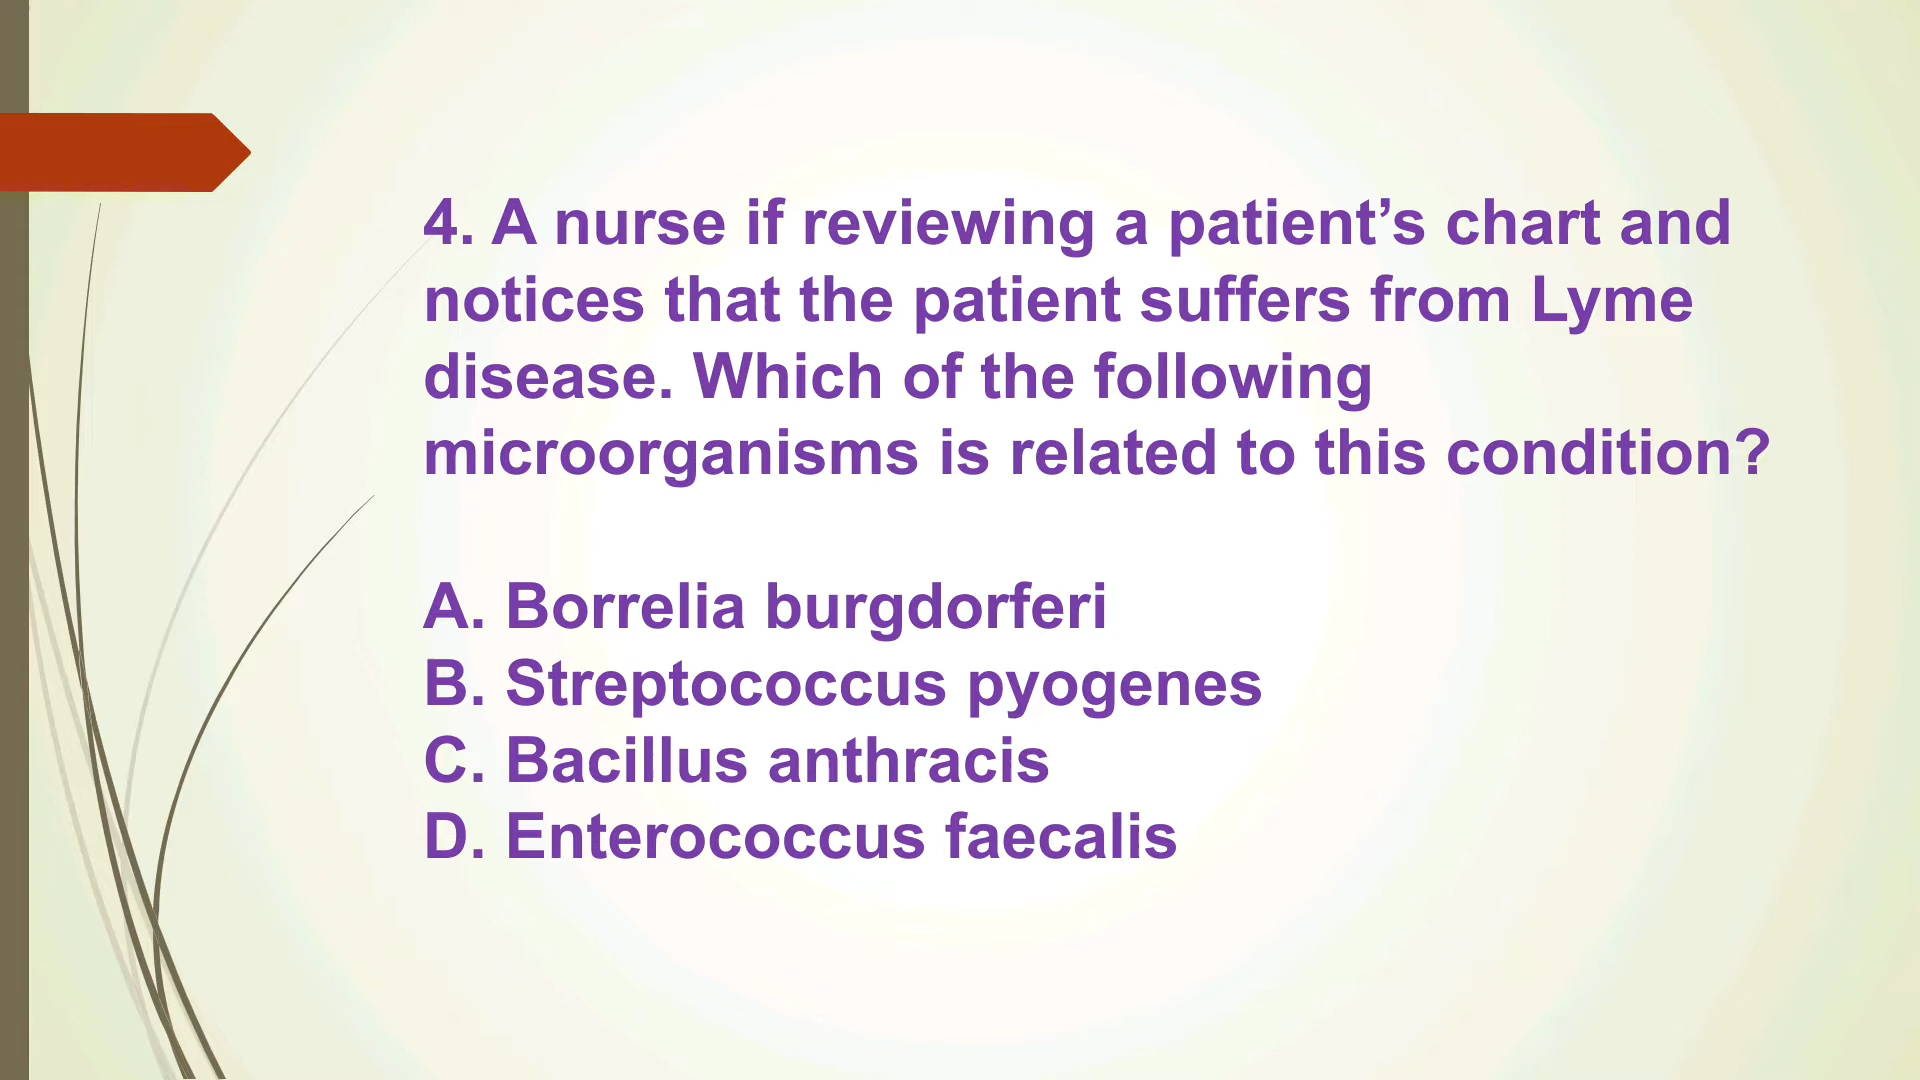 4. A nurse if reviewing a patient’s chart and
notices that the patient suffers from Lyme
disease. Which of the following
microorganisms is related to this condition?
A. Borrelia burgdorferi
B. Streptococcus pyogenes
C. Bacillus anthracis
D. Enterococcus faecalis